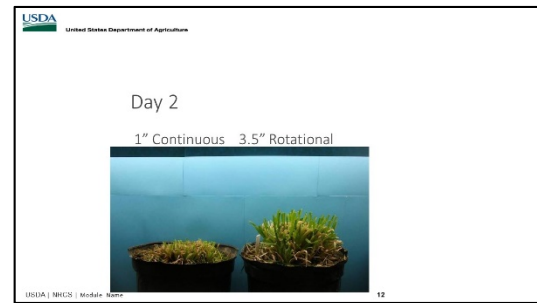 USDA
United States Department of Agriculture
Day 2
1” Continuous 3.5” Rotational
USDA | NRCS | Module Name 12